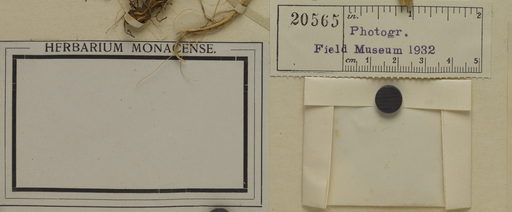 HERBARIUM MONACENSE.
20565
in. 1 2
Photogr.
Field Museum 1932
cm. 1 2 3 4 5